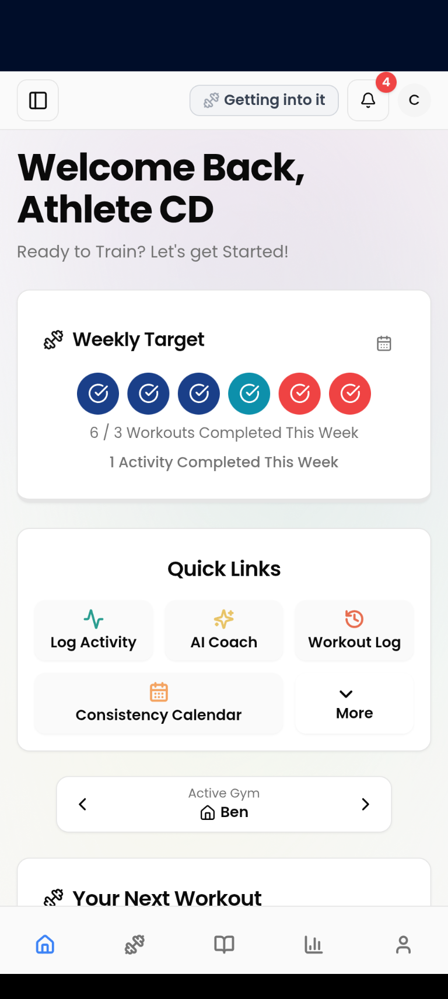 Getting into it
4
C
Welcome Back,
Athlete CD
Ready to Train? Let's get Started!
Weekly Target
6 / 3 Workouts Completed This Week
1 Activity Completed This Week
Quick Links
Log Activity
AI Coach
Workout Log
Consistency Calendar
More
Active Gym
Ben
Your Next Workout